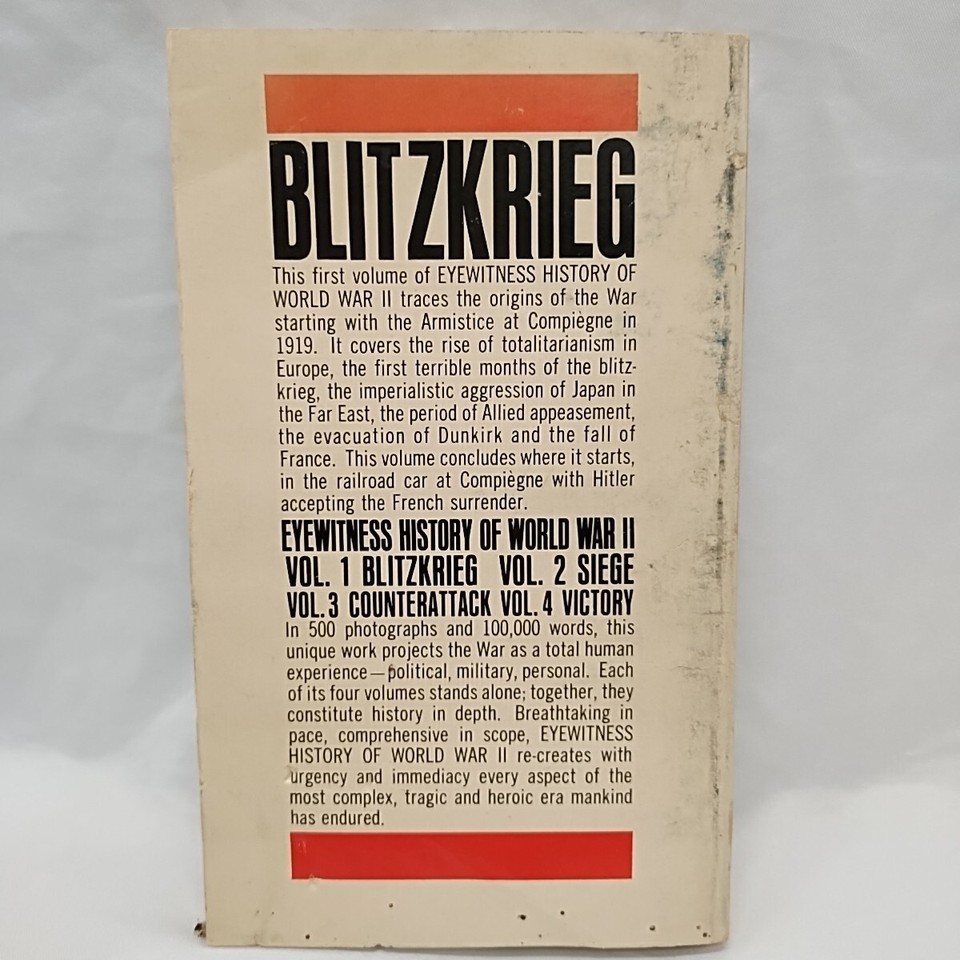 BLITZKRIEG
This first volume of EYEWITNESS HISTORY OF
WORLD WAR II traces the origins of the War
starting with the Armistice at Compiègne in
1919. It covers the rise of totalitarianism in
Europe, the first terrible months of the blitz-
krieg, the imperialistic aggression of Japan in
the Far East, the period of Allied appeasement,
the evacuation of Dunkirk and the fall of
France. This volume concludes where it starts,
in the railroad car at Compiègne with Hitler
accepting the French surrender.
EYEWITNESS HISTORY OF WORLD WAR II
VOL. 1 BLITZKRIEG VOL. 2 SIEGE
VOL. 3 COUNTERATTACK VOL. 4 VICTORY
In 500 photographs and 100,000 words, this
unique work projects the War as a total human
experience—political, military, personal. Each
of its four volumes stands alone; together, they
constitute history in depth. Breathtaking in
pace, comprehensive in scope, EYEWITNESS
HISTORY OF WORLD WAR II re-creates with
urgency and immediacy every aspect of the
most complex, tragic and heroic era mankind
has endured.